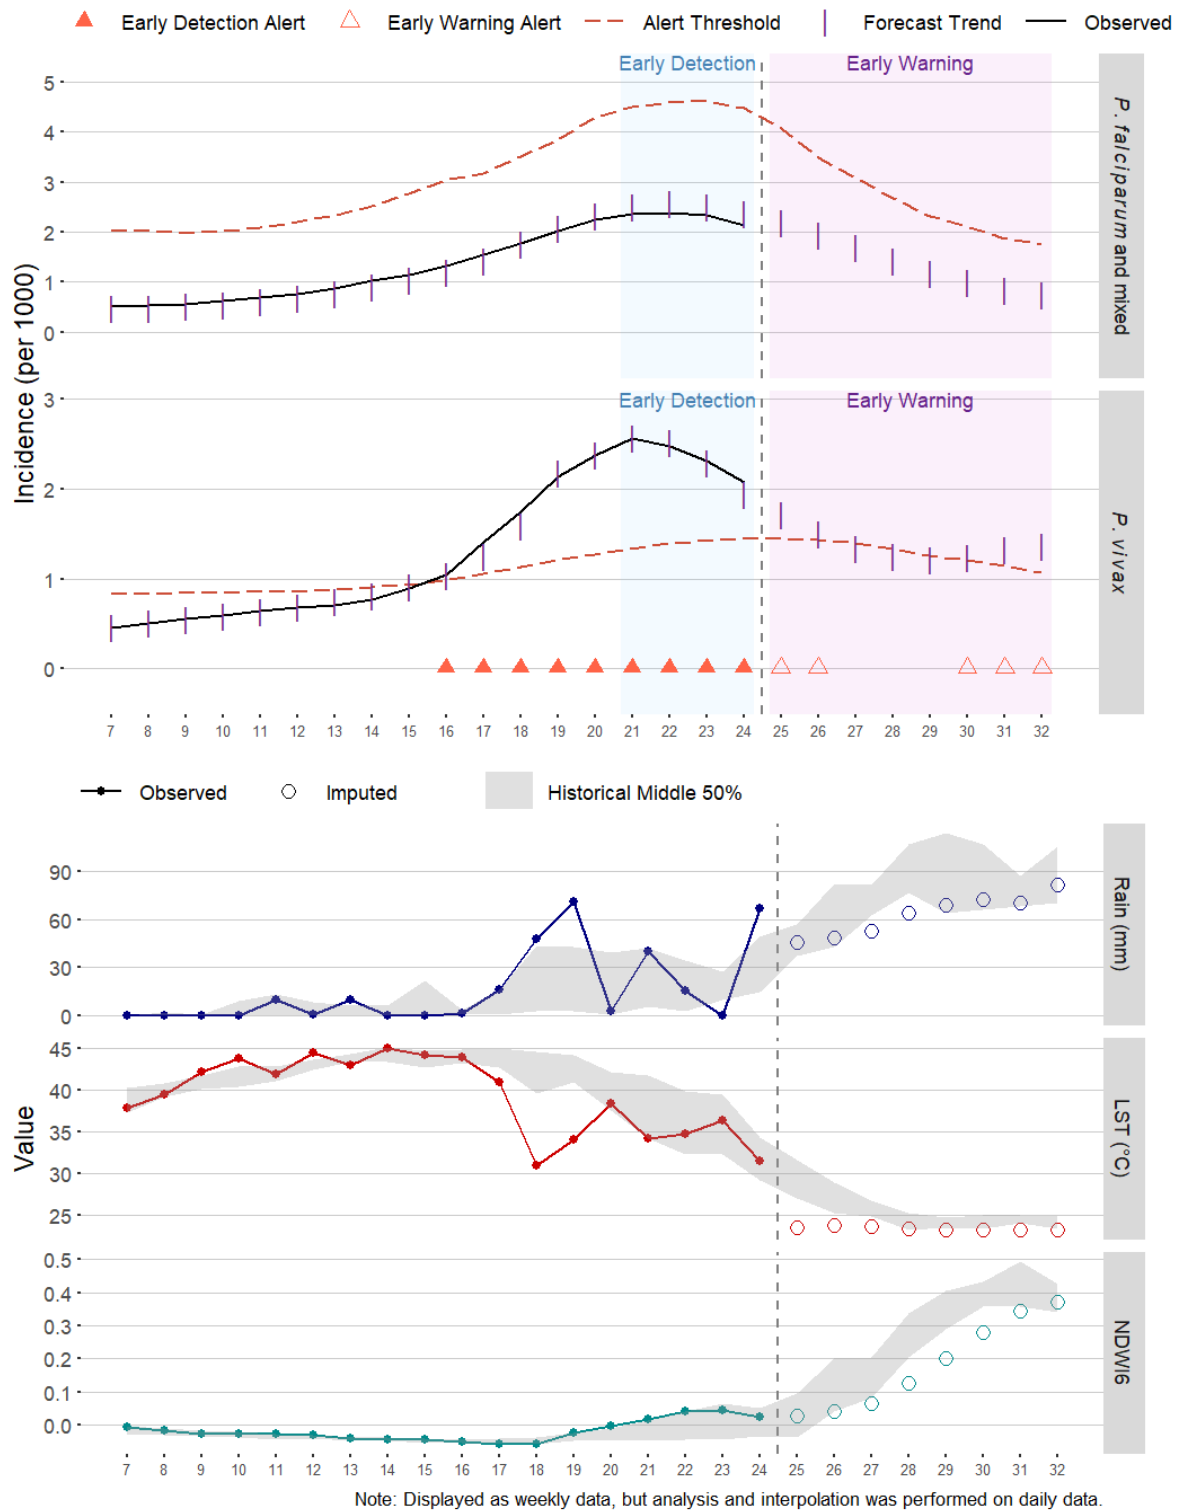 Early Detection Alert Early Warning Alert Alert Threshold Forecast Trend Observed
Early Detection Early Warning
5
4
3
2
1
0
P. falciparum and mixed
Incidence (per 1000)
Early Detection Early Warning
3
2
1
0
P. vivax
7 8 9 10 11 12 13 14 15 16 17 18 19 20 21 22 23 24 25 26 27 28 29 30 31 32
Observed Imputed Historical Middle 50%
90
60
30
0
Rain (mm)
Value
45
40
35
30
25
LST (°C)
0.5
0.4
0.3
0.2
0.1
0.0
NDWI6
7 8 9 10 11 12 13 14 15 16 17 18 19 20 21 22 23 24 25 26 27 28 29 30 31 32
Note: Displayed as weekly data, but analysis and interpolation was performed on daily data.